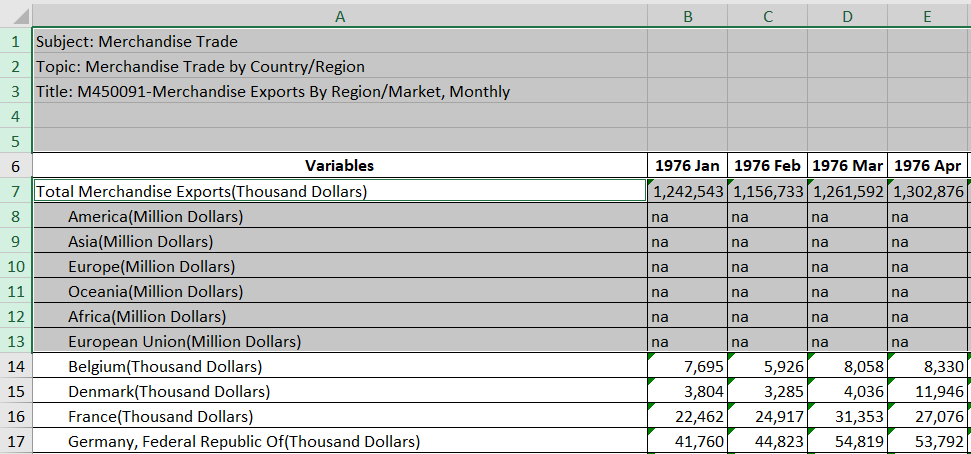 A B C D E
1 Subject: Merchandise Trade
2 Topic: Merchandise Trade by Country/Region
3 Title: M450091-Merchandise Exports By Region/Market, Monthly
4
5
6 Variables 1976 Jan 1976 Feb 1976 Mar 1976 Apr
7 Total Merchandise Exports(Thousand Dollars) 1,242,543 1,156,733 1,261,592 1,302,876
8 America(Million Dollars) na na na na
9 Asia(Million Dollars) na na na na
10 Europe(Million Dollars) na na na na
11 Oceania(Million Dollars) na na na na
12 Africa(Million Dollars) na na na na
13 European Union(Million Dollars) na na na na
14 Belgium(Thousand Dollars) 7,695 5,926 8,058 8,330
15 Denmark(Thousand Dollars) 3,804 3,285 4,036 11,946
16 France(Thousand Dollars) 22,462 24,917 31,353 27,076
17 Germany, Federal Republic Of(Thousand Dollars) 41,760 44,823 54,819 53,792